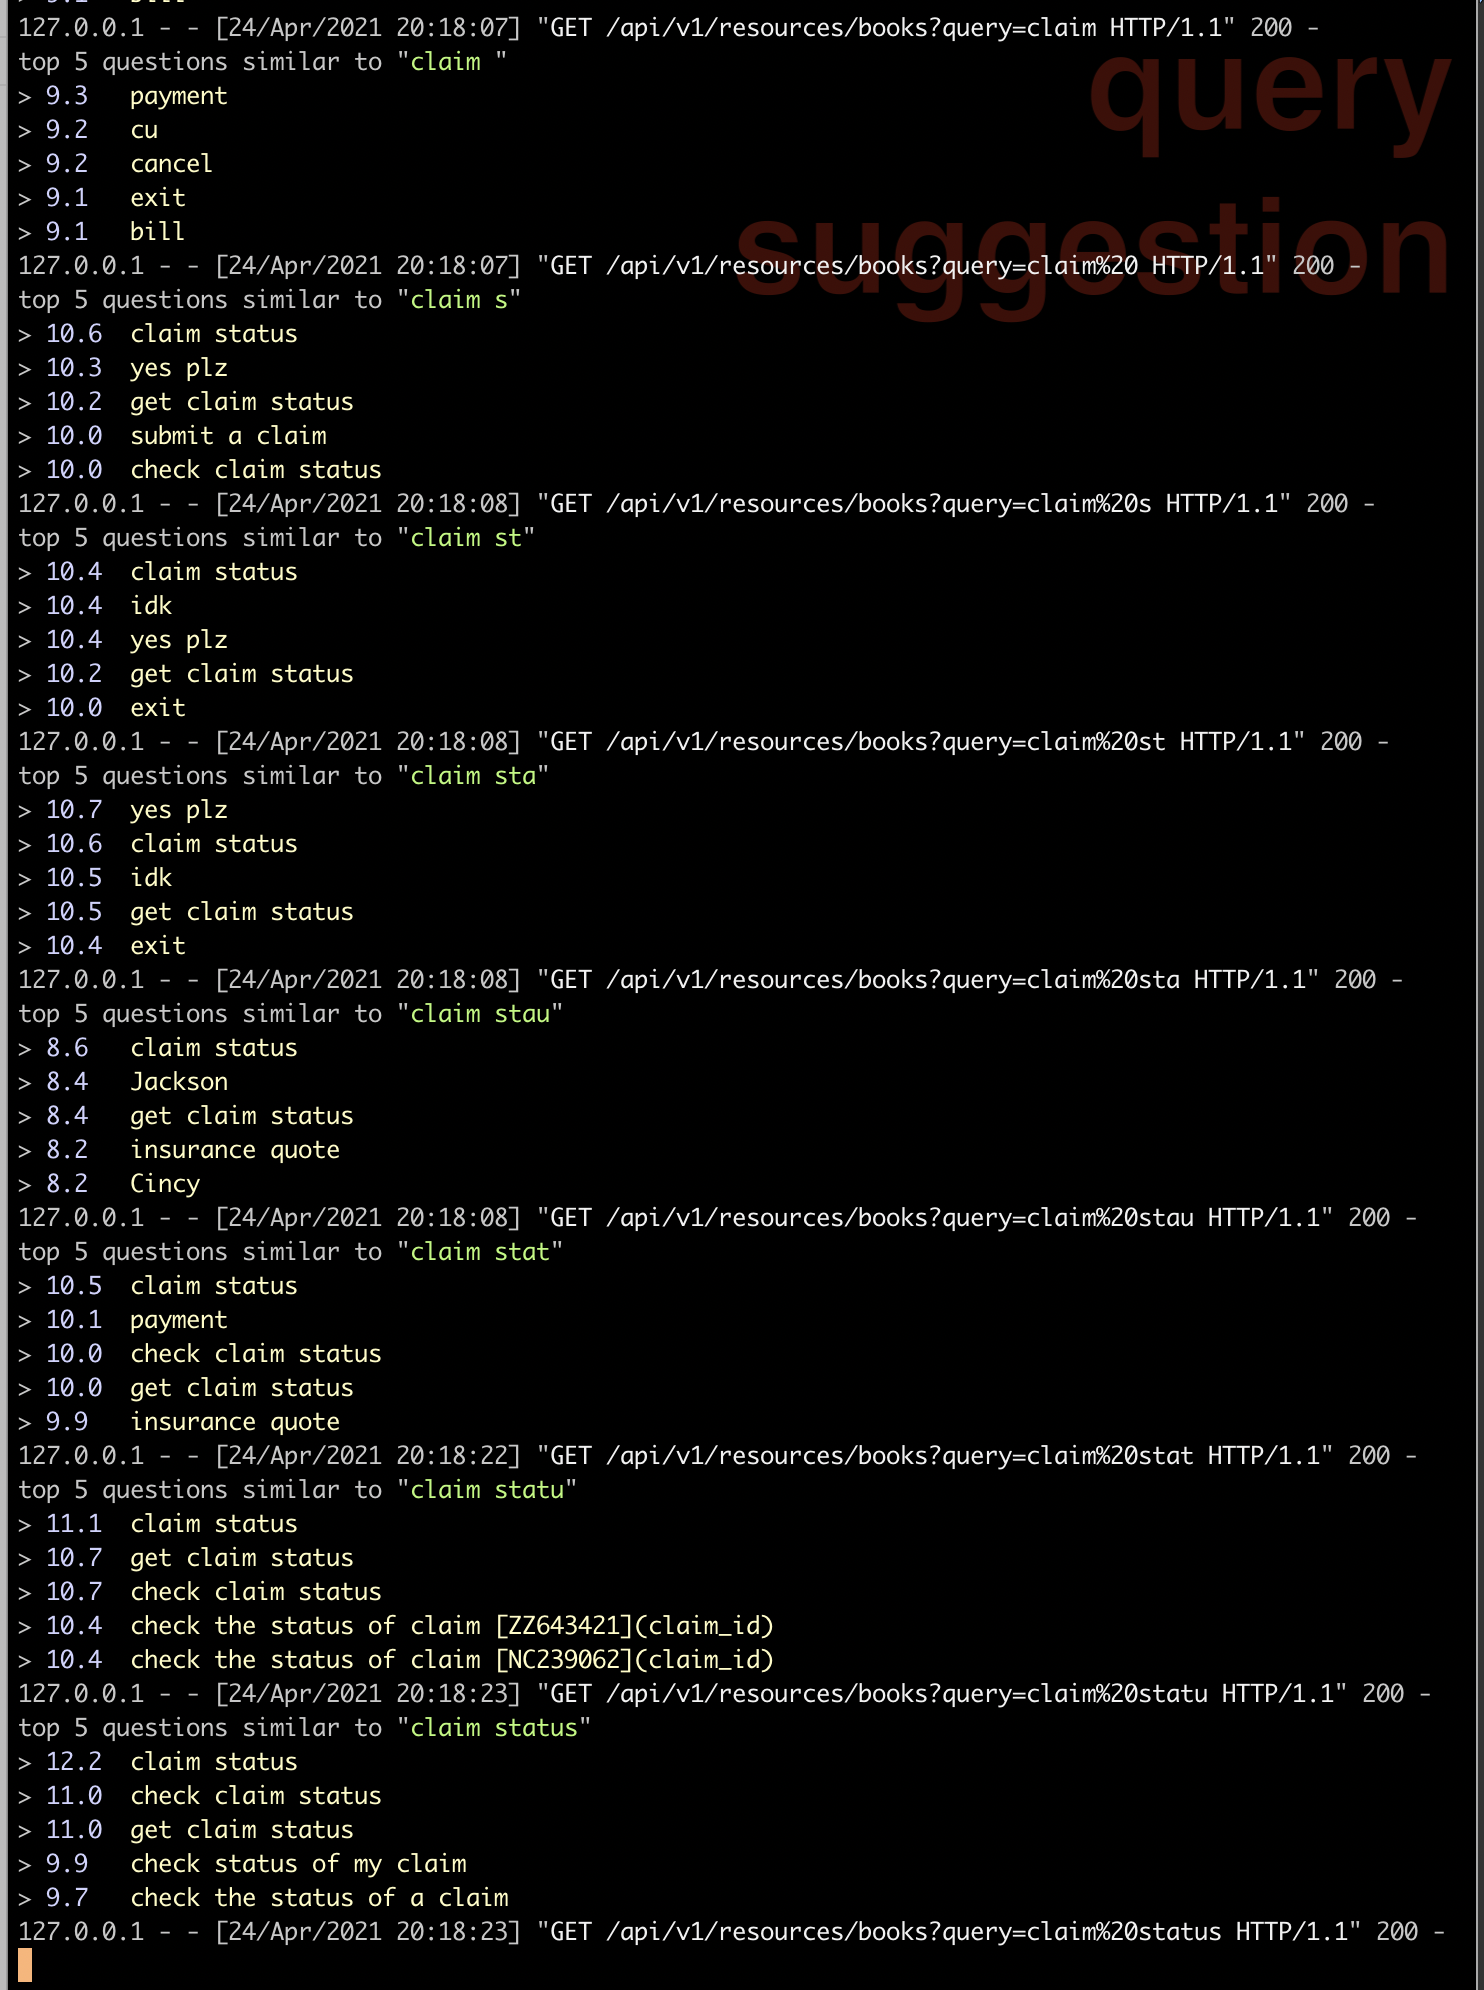 127.0.0.1 - - [24/Apr/2021 20:18:07] "GET /api/v1/resources/books?query=claim HTTP/1.1" 200 -
top 5 questions similar to "claim "
query
> 9.3   payment
> 9.2   cu
> 9.2   cancel
> 9.1   exit
> 9.1   bill
suggestion
127.0.0.1 - - [24/Apr/2021 20:18:07] "GET /api/v1/resources/books?query=claim%20 HTTP/1.1" 200 -
top 5 questions similar to "claim s"
> 10.6  claim status
> 10.3  yes plz
> 10.2  get claim status
> 10.0  submit a claim
> 10.0  check claim status
127.0.0.1 - - [24/Apr/2021 20:18:08] "GET /api/v1/resources/books?query=claim%20s HTTP/1.1" 200 -
top 5 questions similar to "claim st"
> 10.4  claim status
> 10.4  idk
> 10.4  yes plz
> 10.2  get claim status
> 10.0  exit
127.0.0.1 - - [24/Apr/2021 20:18:08] "GET /api/v1/resources/books?query=claim%20st HTTP/1.1" 200 -
top 5 questions similar to "claim sta"
> 10.7  yes plz
> 10.6  claim status
> 10.5  idk
> 10.5  get claim status
> 10.4  exit
127.0.0.1 - - [24/Apr/2021 20:18:08] "GET /api/v1/resources/books?query=claim%20sta HTTP/1.1" 200 -
top 5 questions similar to "claim stau"
> 8.6   claim status
> 8.4   Jackson
> 8.4   get claim status
> 8.2   insurance quote
> 8.2   Cincy
127.0.0.1 - - [24/Apr/2021 20:18:08] "GET /api/v1/resources/books?query=claim%20stau HTTP/1.1" 200 -
top 5 questions similar to "claim stat"
> 10.5  claim status
> 10.1  payment
> 10.0  check claim status
> 10.0  get claim status
> 9.9   insurance quote
127.0.0.1 - - [24/Apr/2021 20:18:22] "GET /api/v1/resources/books?query=claim%20stat HTTP/1.1" 200 -
top 5 questions similar to "claim statu"
> 11.1  claim status
> 10.7  get claim status
> 10.7  check claim status
> 10.4  check the status of claim [ZZ643421](claim_id)
> 10.4  check the status of claim [NC239062](claim_id)
127.0.0.1 - - [24/Apr/2021 20:18:23] "GET /api/v1/resources/books?query=claim%20statu HTTP/1.1" 200 -
top 5 questions similar to "claim status"
> 12.2  claim status
> 11.0  check claim status
> 11.0  get claim status
> 9.9   check status of my claim
> 9.7   check the status of a claim
127.0.0.1 - - [24/Apr/2021 20:18:23] "GET /api/v1/resources/books?query=claim%20status HTTP/1.1" 200 -